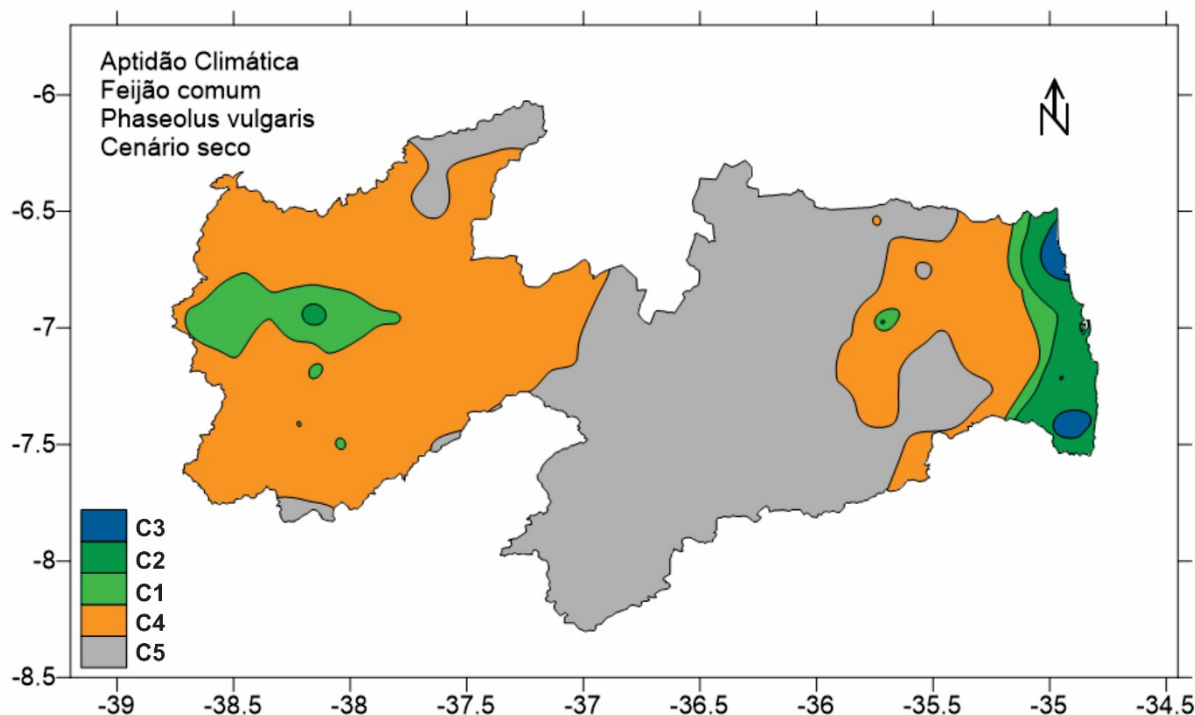 Aptidão Climática
Feijão comum
Phaseolus vulgaris
Cenário seco
N
-6
-6.5
-7
-7.5
-8
-8.5
C3
C2
C1
C4
C5
-39 -38.5 -38 -37.5 -37 -36.5 -36 -35.5 -35 -34.5